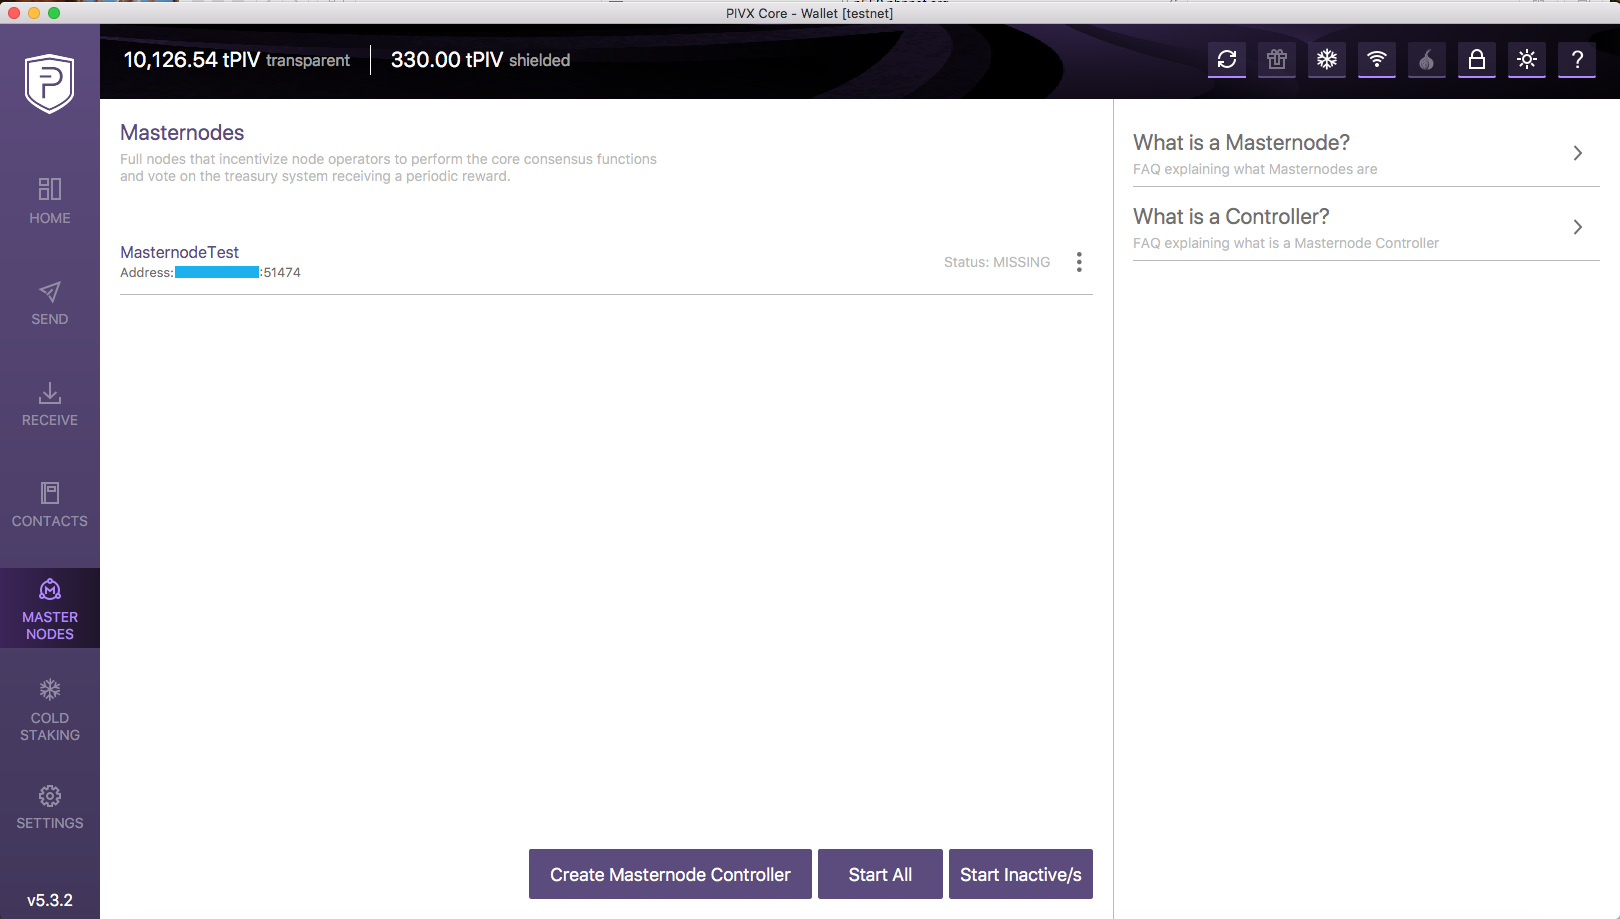 PIVX Core - Wallet [testnet]
10,126.54 tPIV transparent
330.00 tPIV shielded
?
HOME
SEND
RECEIVE
CONTACTS
MASTER
NODES
COLD
STAKING
SETTINGS
v5.3.2
Masternodes
Full nodes that incentivize node operators to perform the core consensus functions
and vote on the treasury system receiving a periodic reward.
MasternodeTest
Address: :51474
Status: MISSING
Create Masternode Controller
Start All
Start Inactive/s
What is a Masternode?
FAQ explaining what Masternodes are
What is a Controller?
FAQ explaining what is a Masternode Controller